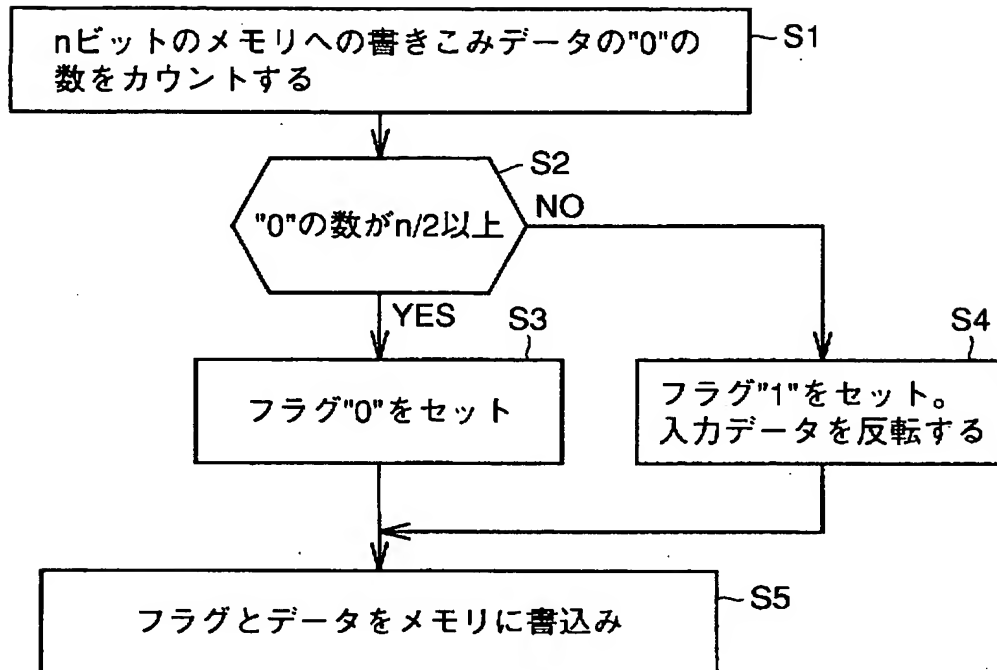 nビットのメモリへの書きこみデータの"0"の
数をカウントする
S1
S2
"0"の数がn/2以上
NO
YES
S3
フラグ"0"をセット
S4
フラグ"1"をセット。
入力データを反転する
フラグとデータをメモリに書込み
S5